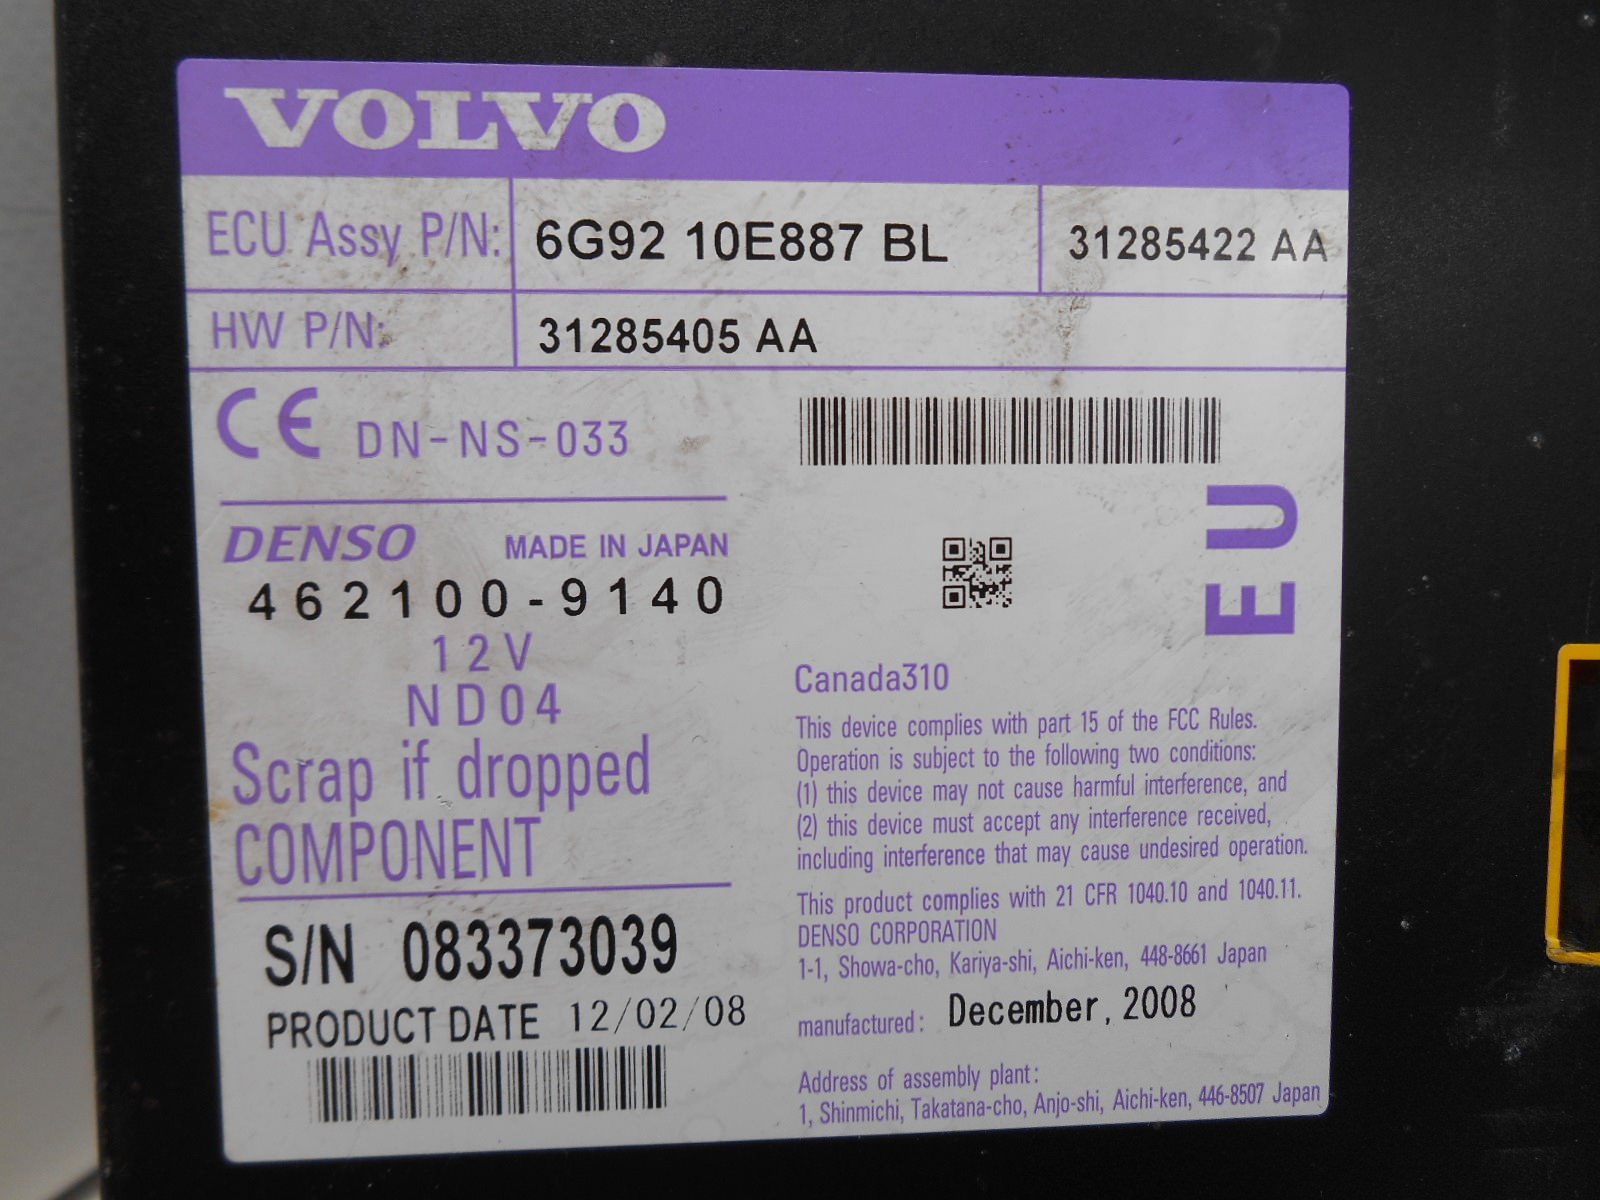 VOLVO
ECU Assy P/N: 6G92 10E887 BL 31285422 AA
HW P/N: 31285405 AA
CE DN-NS-033
DENSO MADE IN JAPAN
462100-9140
12V
ND04
Scrap if dropped
COMPONENT
S/N 083373039
PRODUCT DATE 12/02/08
EU
Canada310
This device complies with part 15 of the FCC Rules.
Operation is subject to the following two conditions:
(1) this device may not cause harmful interference, and
(2) this device must accept any interference received,
including interference that may cause undesired operation.
This product complies with 21 CFR 1040.10 and 1040.11.
DENSO CORPORATION
1-1, Showa-cho, Kariya-shi, Aichi-ken, 448-8661 Japan
manufactured: December, 2008
Address of assembly plant:
1, Shinmichi, Takatana-cho, Anjo-shi, Aichi-ken, 446-8507 Japan